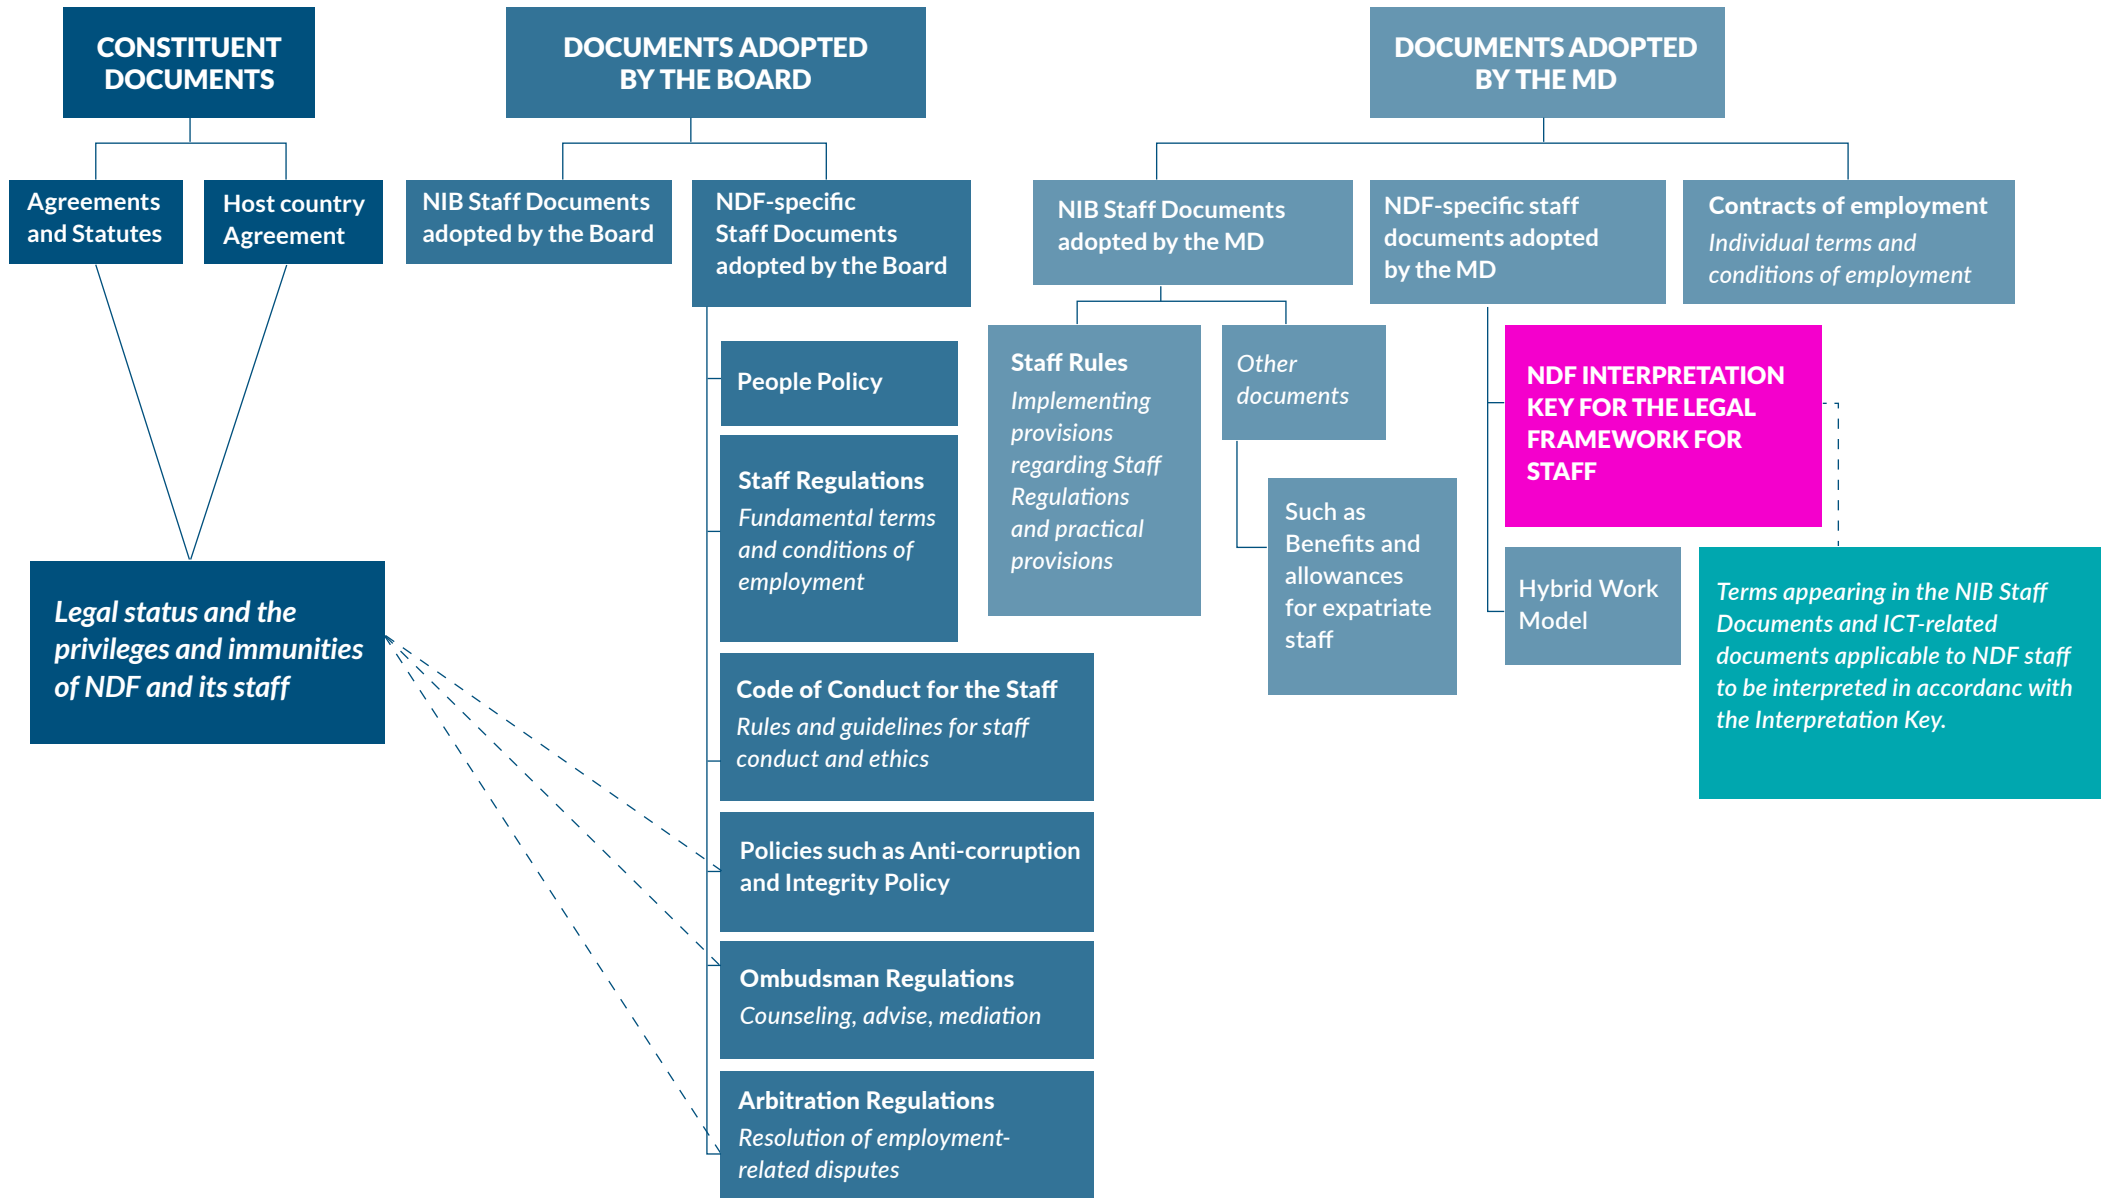 CONSTITUENT
DOCUMENTS
Agreements
and Statutes
Host country
Agreement
Legal status and the
privileges and immunities
of NDF and its staff
DOCUMENTS ADOPTED
BY THE BOARD
NIB Staff Documents
adopted by the Board
NDF-specific
Staff Documents
adopted by the Board
People Policy
Staff Regulations
Fundamental terms
and conditions of
employment
Code of Conduct for the Staff
Rules and guidelines for staff
conduct and ethics
Policies such as Anti-corruption
and Integrity Policy
Ombudsman Regulations
Counseling, advise, mediation
Arbitration Regulations
Resolution of employment-
related disputes
DOCUMENTS ADOPTED
BY THE MD
NIB Staff Documents
adopted by the MD
Staff Rules
Implementing
provisions
regarding Staff
Regulations
and practical
provisions
Other
documents
Such as
Benefits and
allowances
for expatriate
staff
NDF-specific staff
documents adopted
by the MD
NDF INTERPRETATION
KEY FOR THE LEGAL
FRAMEWORK FOR
STAFF
Hybrid Work
Model
Terms appearing in the NIB Staff
Documents and ICT-related
documents applicable to NDF staff
to be interpreted in accordanc with
the Interpretation Key.
Contracts of employment
Individual terms and
conditions of employment